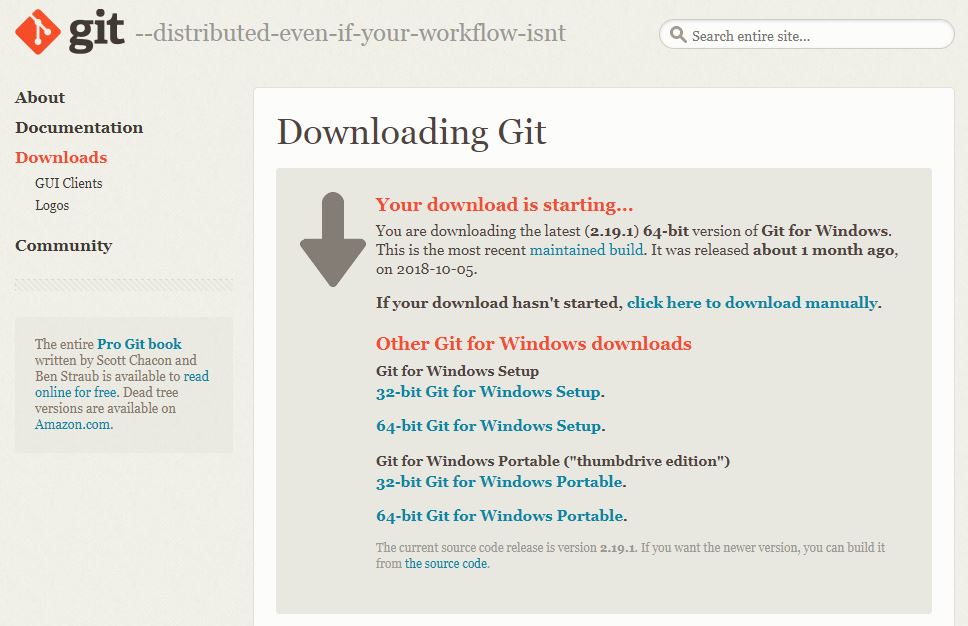 git --distributed-even-if-your-workflow-isnt
Search entire site...
About
Documentation
Downloads
GUI Clients
Logos
Community
The entire Pro Git book
written by Scott Chacon and
Ben Straub is available to read
online for free. Dead tree
versions are available on
Amazon.com.
Downloading Git
Your download is starting...
You are downloading the latest (2.19.1) 64-bit version of Git for Windows.
This is the most recent maintained build. It was released about 1 month ago,
on 2018-10-05.
If your download hasn't started, click here to download manually.
Other Git for Windows downloads
Git for Windows Setup
32-bit Git for Windows Setup.
64-bit Git for Windows Setup.
Git for Windows Portable ("thumbdrive edition")
32-bit Git for Windows Portable.
64-bit Git for Windows Portable.
The current source code release is version 2.19.1. If you want the newer version, you can build it
from the source code.